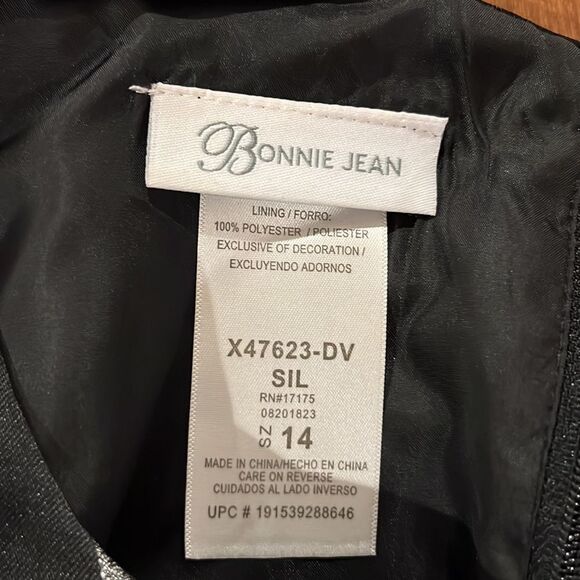 BONNIE JEAN
LINING / FORRO:
100% POLYESTER / POLIESTER
EXCLUSIVE OF DECORATION /
EXCLUYENDO ADORNOS
X47623-DV
SIL
RN#17175
08201823
SZ 14
MADE IN CHINA/HECHO EN CHINA
CARE ON REVERSE
CUIDADOS AL LADO INVERSO
UPC # 191539288646